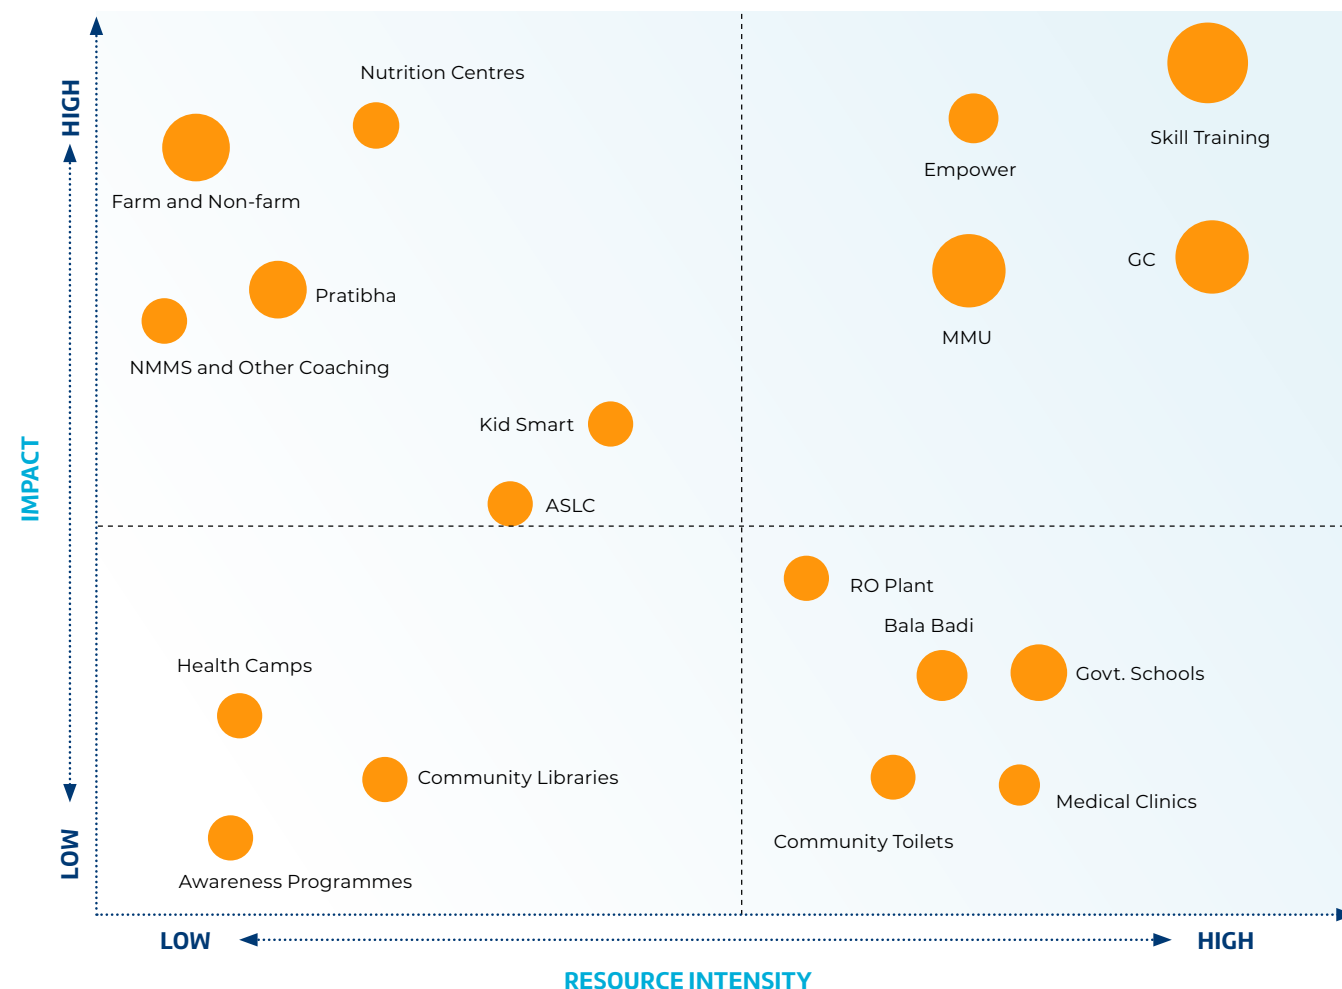 HIGH
Nutrition Centres
Skill Training
Empower
Farm and Non-farm
GC
Pratibha
MMU
NMMS and Other Coaching
Kid Smart
IMPACT
ASLC
RO Plant
Bala Badi
Health Camps
Govt. Schools
Community Libraries
Medical Clinics
Community Toilets
LOW
Awareness Programmes
LOW
HIGH
RESOURCE INTENSITY